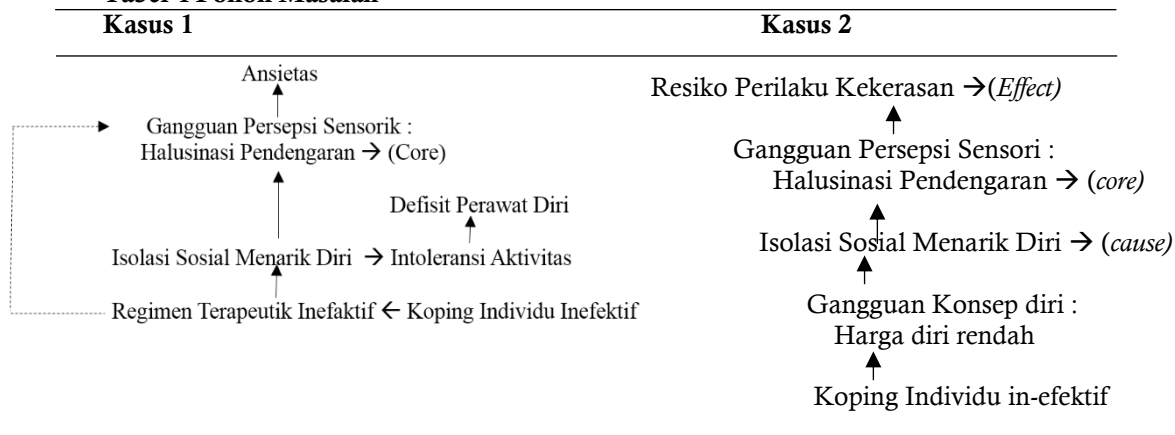 Kasus 1 Kasus 2
Ansietas
Gangguan Persepsi Sensorik :
Halusinasi Pendengaran → (Core)
Defisit Perawat Diri
Isolasi Sosial Menarik Diri → Intoleransi Aktivitas
Regimen Terapeutik Inefaktif ← Koping Individu Inefektif
Resiko Perilaku Kekerasan →(Effect)
Gangguan Persepsi Sensori :
Halusinasi Pendengaran → (core)
Isolasi Sosial Menarik Diri → (cause)
Gangguan Konsep diri :
Harga diri rendah
Koping Individu in-efektif